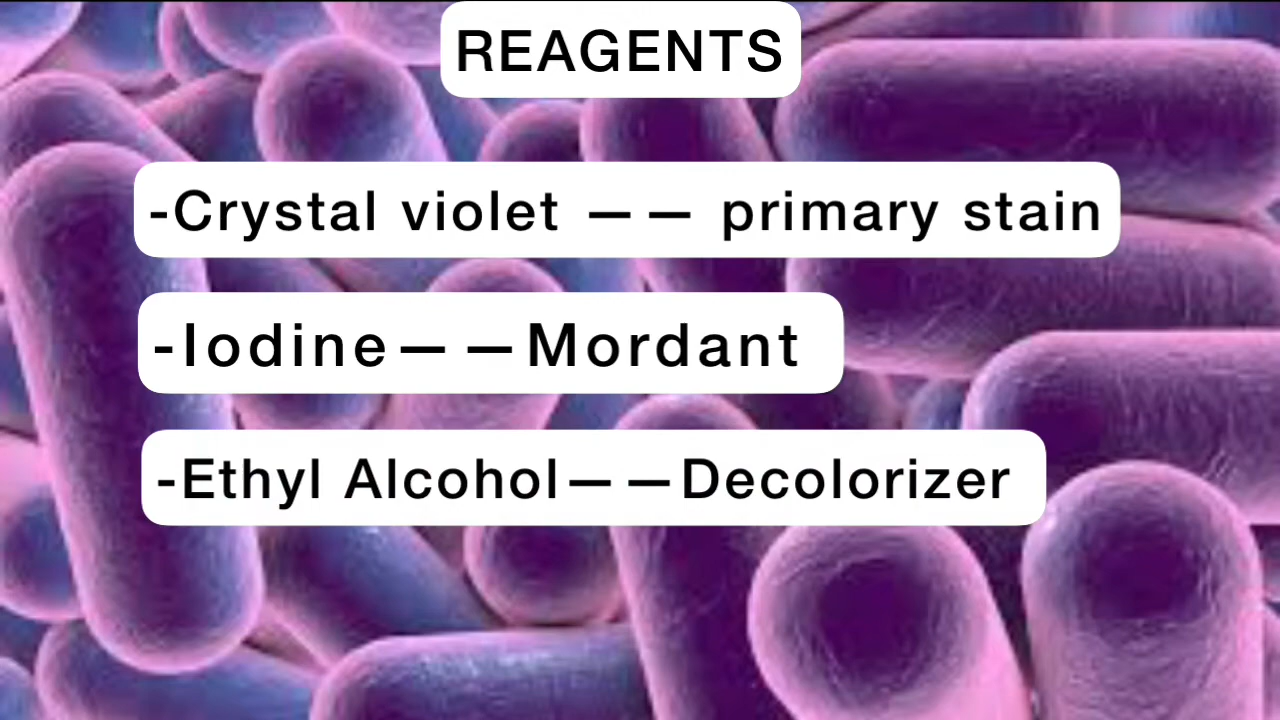 REAGENTS
-Crystal violet —— primary stain
-Iodine——Mordant
-Ethyl Alcohol——Decolorizer